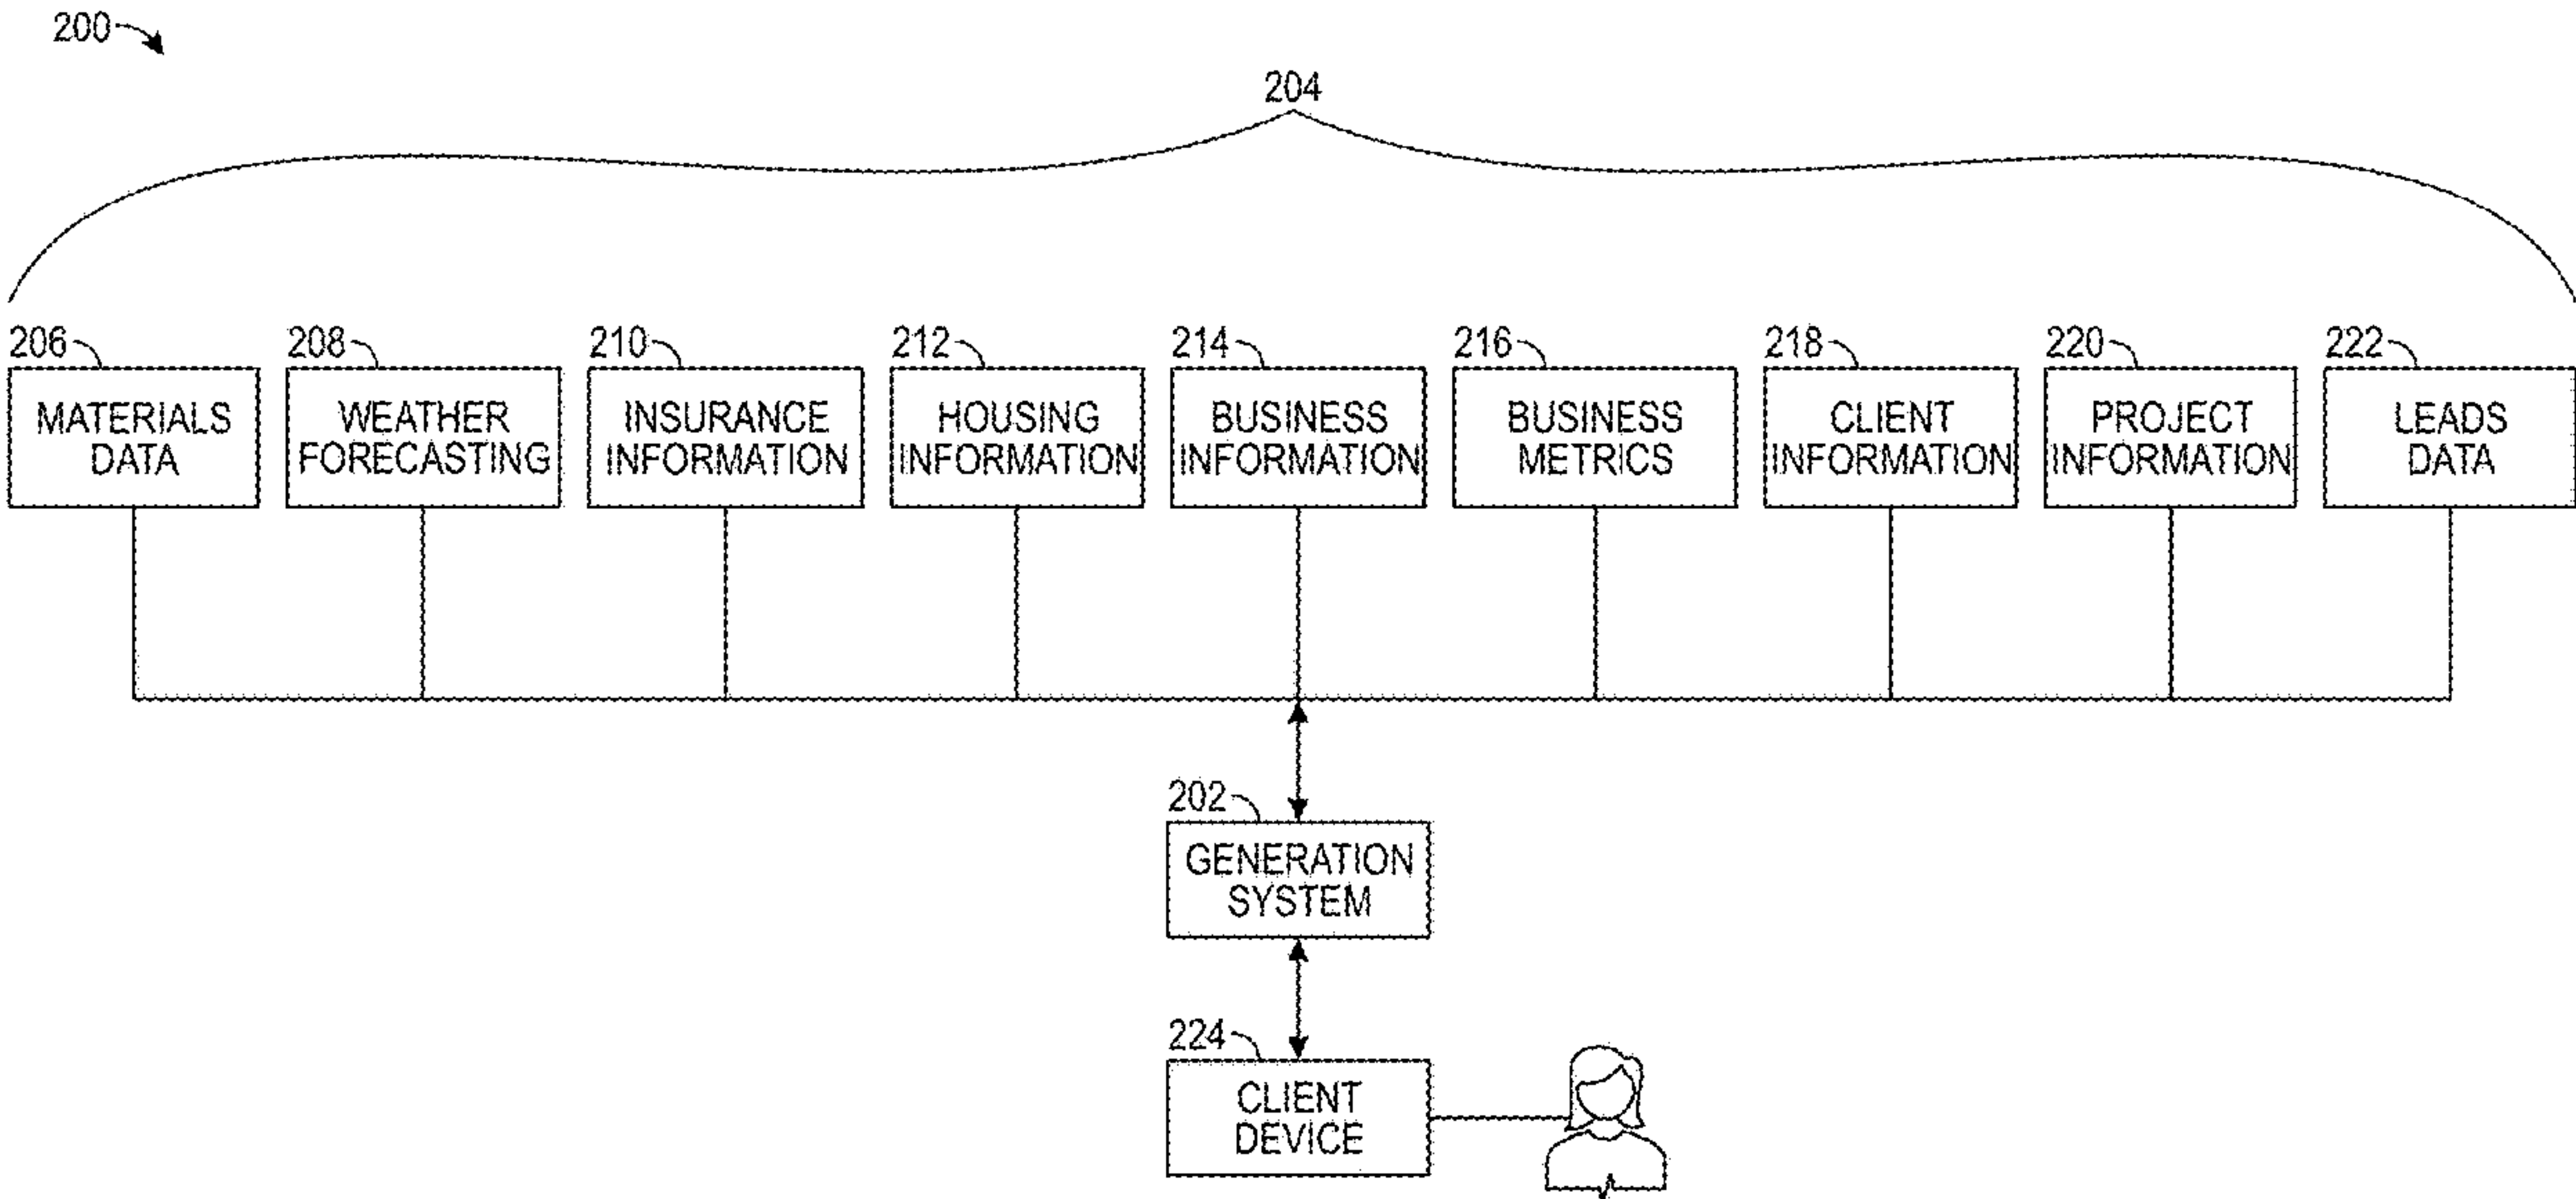 200
204
206
208
210
212
214
216
218
220
222
MATERIALS
DATA
WEATHER
FORECASTING
INSURANCE
INFORMATION
HOUSING
INFORMATION
BUSINESS
INFORMATION
BUSINESS
METRICS
CLIENT
INFORMATION
PROJECT
INFORMATION
LEADS
DATA
202
GENERATION
SYSTEM
224
CLIENT
DEVICE